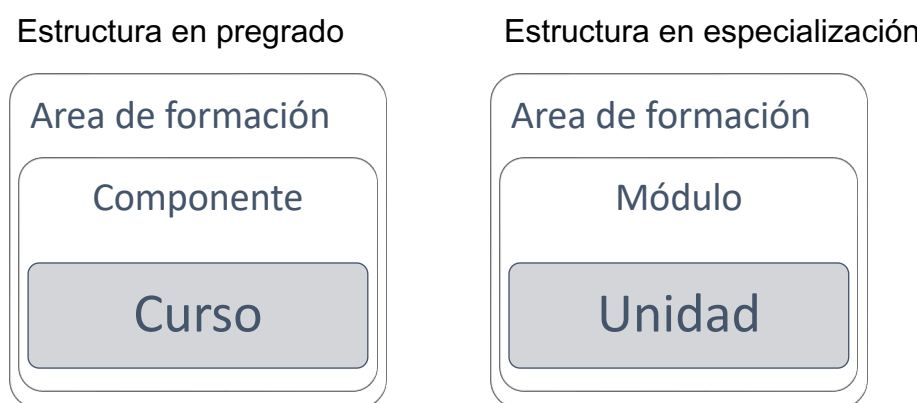 Estructura en pregrado
Area de formación
Componente
Curso
Estructura en especialización
Area de formación
Módulo
Unidad